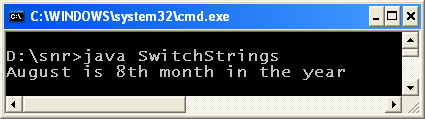 C:\WINDOWS\system32\cmd.exe
D:\snr>java SwitchStrings
August is 8th month in the year